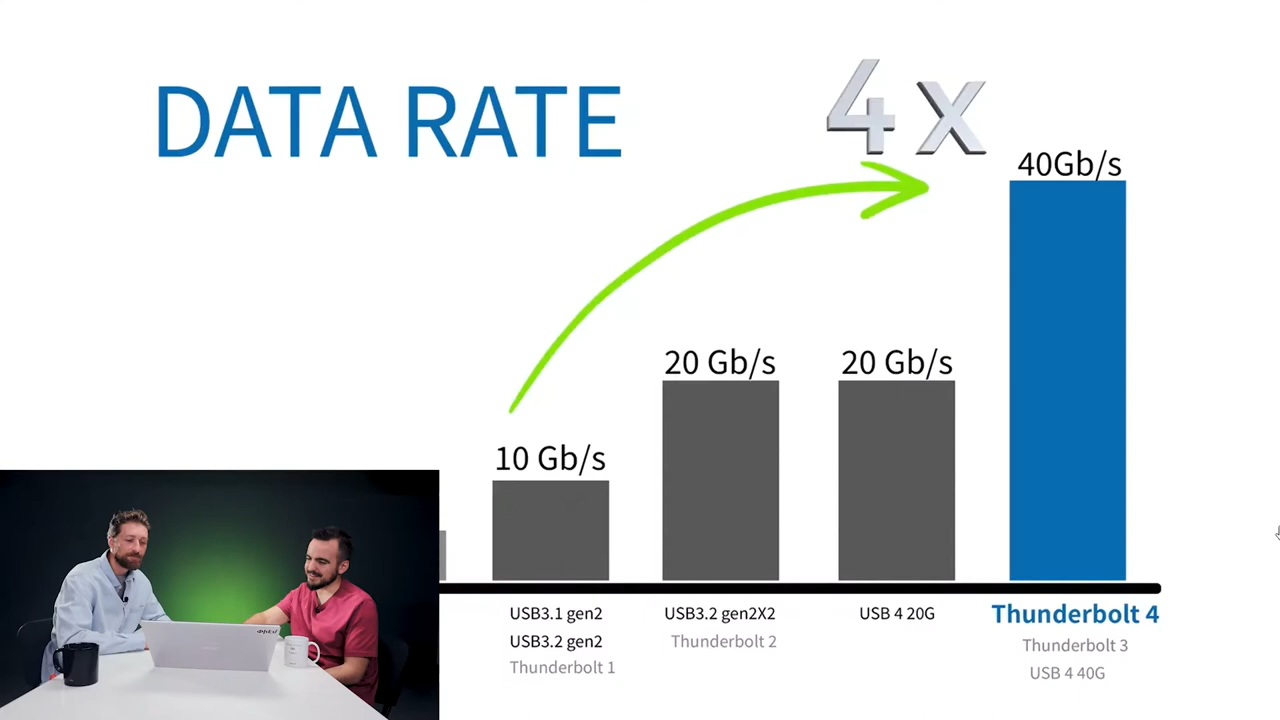 DATA RATE
4x
40Gb/s
20 Gb/s
20 Gb/s
10 Gb/s
USB3.1 gen2
USB3.2 gen2
Thunderbolt 1
USB3.2 gen2X2
Thunderbolt 2
USB 4 20G
Thunderbolt 4
Thunderbolt 3
USB 4 40G